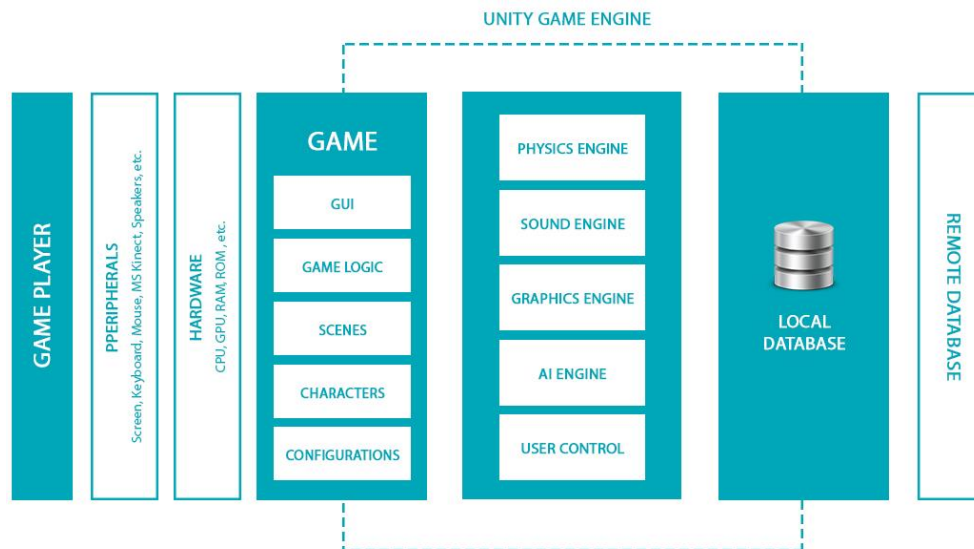 UNITY GAME ENGINE
GAME PLAYER
PPERIPHERALS
Screen, Keyboard, Mouse, MS Kinect, Speakers, etc.
HARDWARE
CPU, GPU, RAM, ROM , etc.
GAME
GUI
GAME LOGIC
SCENES
CHARACTERS
CONFIGURATIONS
PHYSICS ENGINE
SOUND ENGINE
GRAPHICS ENGINE
AI ENGINE
USER CONTROL
LOCAL
DATABASE
REMOTE DATABASE